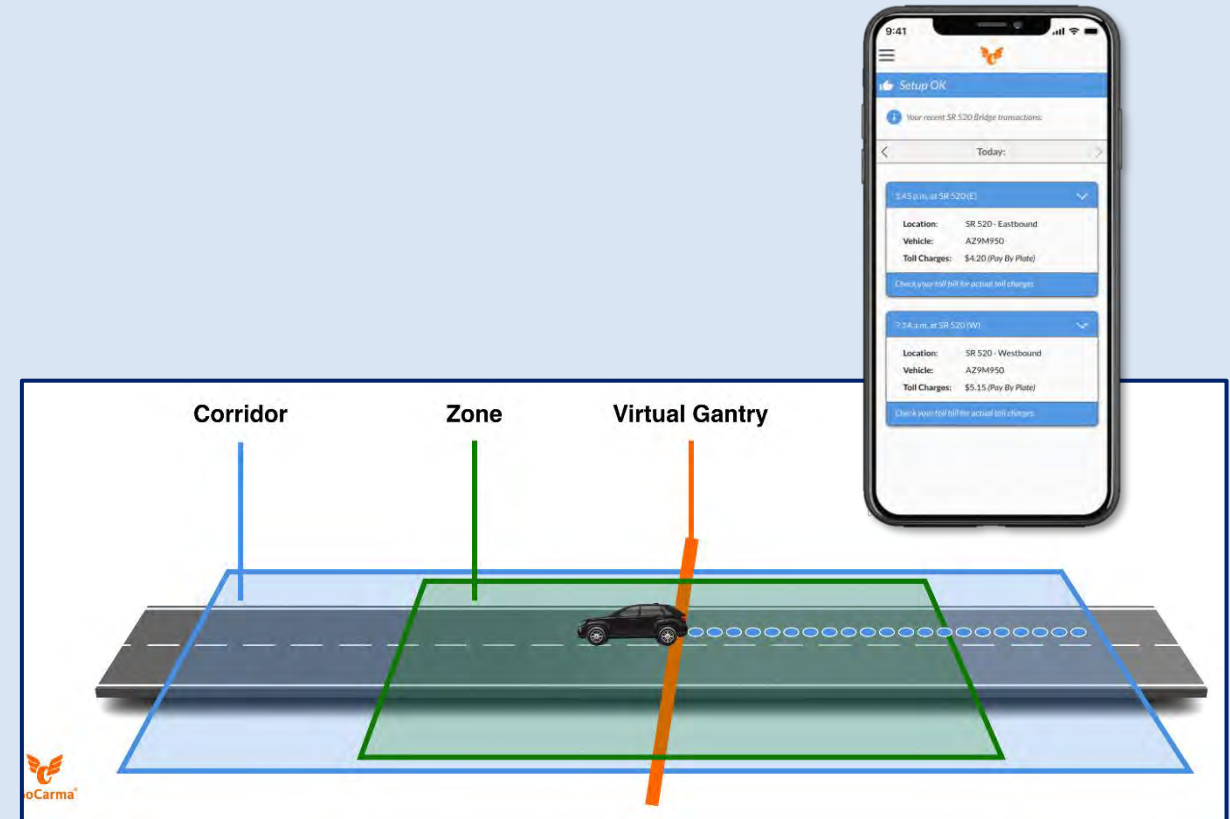 9:41
Setup OK
Your recent SR 520 Bridge transactions:
Today:
3:45 p.m. at SR 520 (E)
Location: SR 520 - Eastbound
Vehicle: AZ9M950
Toll Charges: $4.20 (Pay By Plate)
Check your toll bill for actual toll charges
at SR 520 (W)
Location: SR 520 - Westbound
Vehicle: AZ9M950
Toll Charges: $5.15 (Pay By Plate)
Check your toll bill for actual toll charges
Corridor Zone Virtual Gantry
oCarma